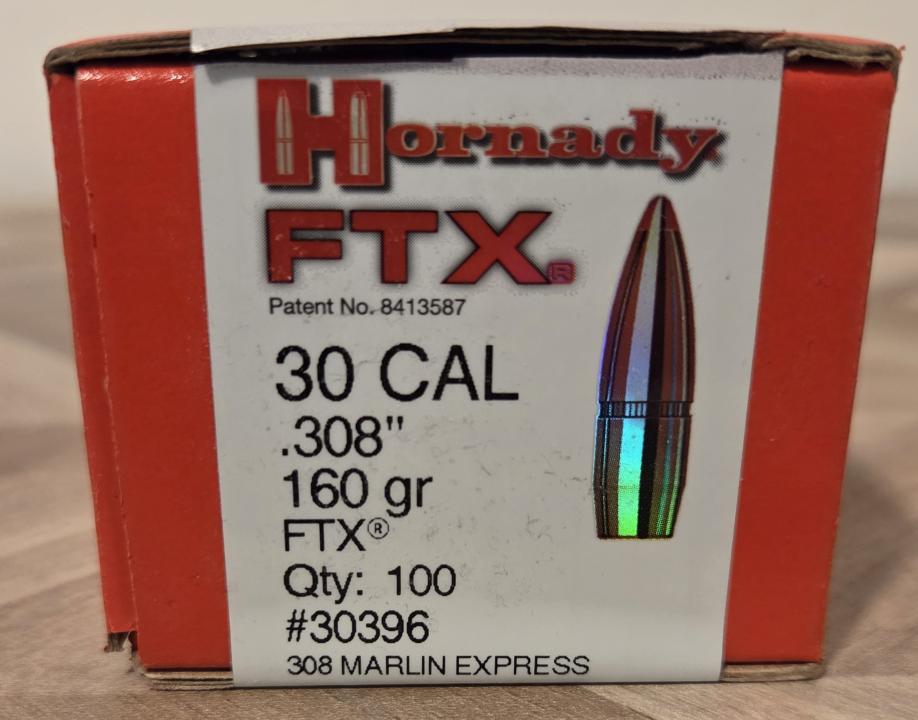 Hornady
FTX®
Patent No. 8413587
30 CAL
.308"
160 gr
FTX®
Qty: 100
#30396
308 MARLIN EXPRESS